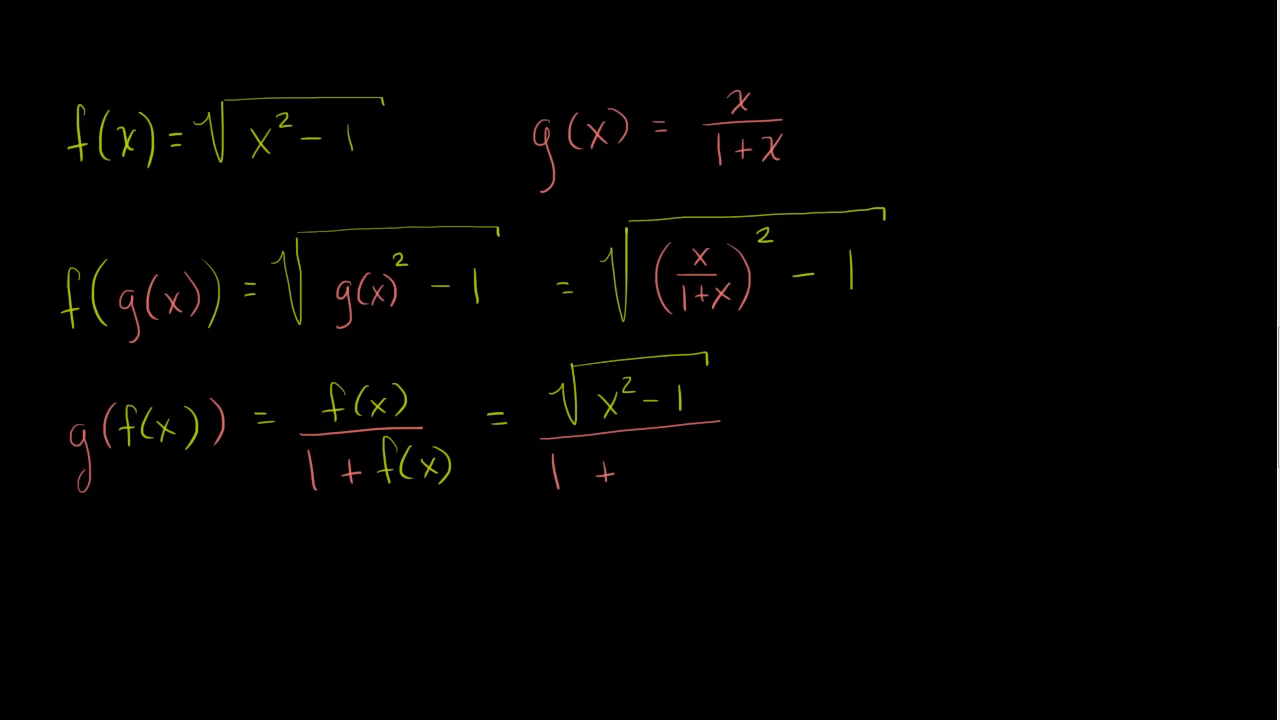 f(x) = √(x² - 1) g(x) = x/(1 + x)
f(g(x)) = √(g(x)² - 1) = √((x/(1+x))² - 1)
g(f(x)) = f(x)/(1 + f(x)) = √(x² - 1)/(1 +